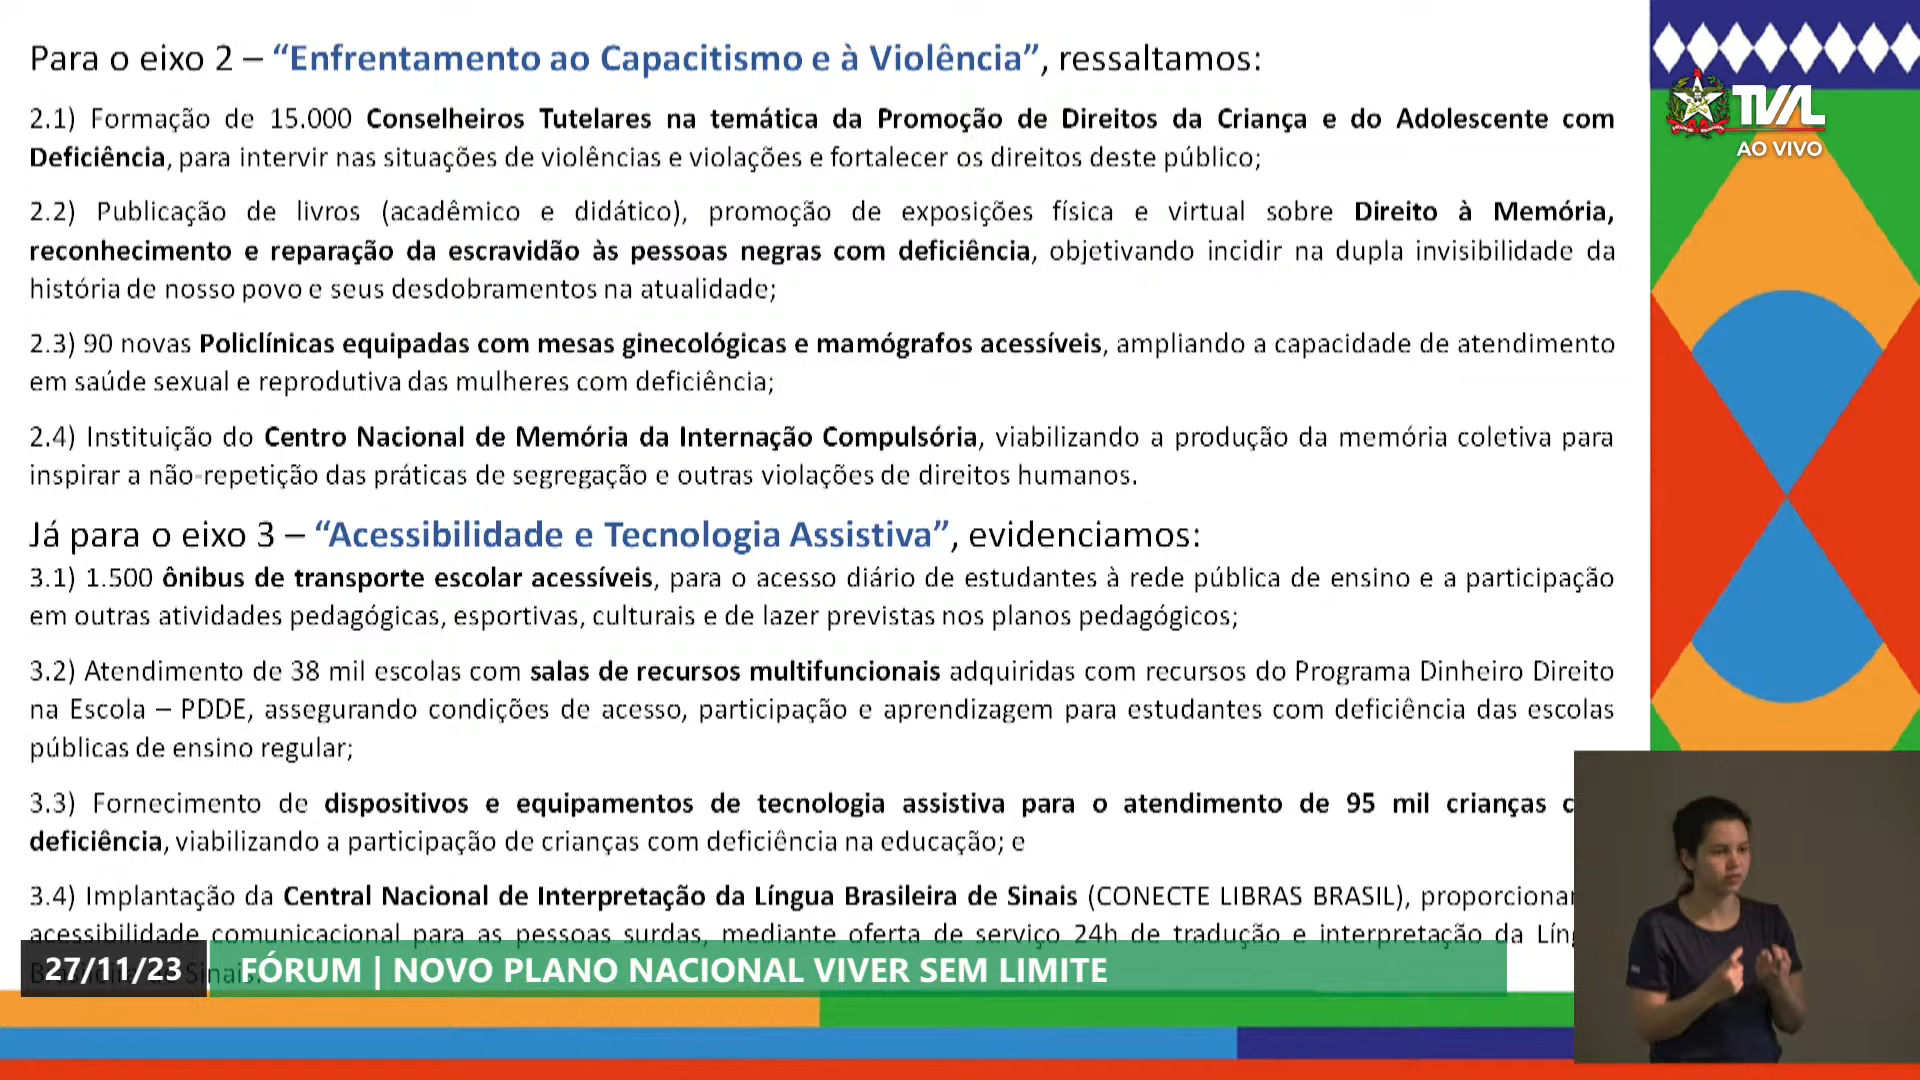 Para o eixo 2 – “Enfrentamento ao Capacitismo e à Violência”, ressaltamos:
2.1) Formação de 15.000 Conselheiros Tutelares na temática da Promoção de Direitos da Criança e do Adolescente com
Deficiência, para intervir nas situações de violências e violações e fortalecer os direitos deste público;
2.2) Publicação de livros (acadêmico e didático), promoção de exposições física e virtual sobre Direito à Memória,
reconhecimento e reparação da escravidão às pessoas negras com deficiência, objetivando incidir na dupla invisibilidade da
história de nosso povo e seus desdobramentos na atualidade;
2.3) 90 novas Policlínicas equipadas com mesas ginecológicas e mamógrafos acessíveis, ampliando a capacidade de atendimento
em saúde sexual e reprodutiva das mulheres com deficiência;
2.4) Instituição do Centro Nacional de Memória da Internação Compulsória, viabilizando a produção da memória coletiva para
inspirar a não-repetição das práticas de segregação e outras violações de direitos humanos.
Já para o eixo 3 – “Acessibilidade e Tecnologia Assistiva”, evidenciamos:
3.1) 1.500 ônibus de transporte escolar acessíveis, para o acesso diário de estudantes à rede pública de ensino e a participação
em outras atividades pedagógicas, esportivas, culturais e de lazer previstas nos planos pedagógicos;
3.2) Atendimento de 38 mil escolas com salas de recursos multifuncionais adquiridas com recursos do Programa Dinheiro Direito
na Escola – PDDE, assegurando condições de acesso, participação e aprendizagem para estudantes com deficiência das escolas
públicas de ensino regular;
3.3) Fornecimento de dispositivos e equipamentos de tecnologia assistiva para o atendimento de 95 mil crianças
deficiência, viabilizando a participação de crianças com deficiência na educação; e
3.4) Implantação da Central Nacional de Interpretação da Língua Brasileira de Sinais (CONECTE LIBRAS BRASIL),
acessibilidade comunicacional para as pessoas surdas, mediante oferta de serviço 24h de tradução e interpretação da
TVAL
AO VIVO
27/11/23
FÓRUM | NOVO PLANO NACIONAL VIVER SEM LIMITE